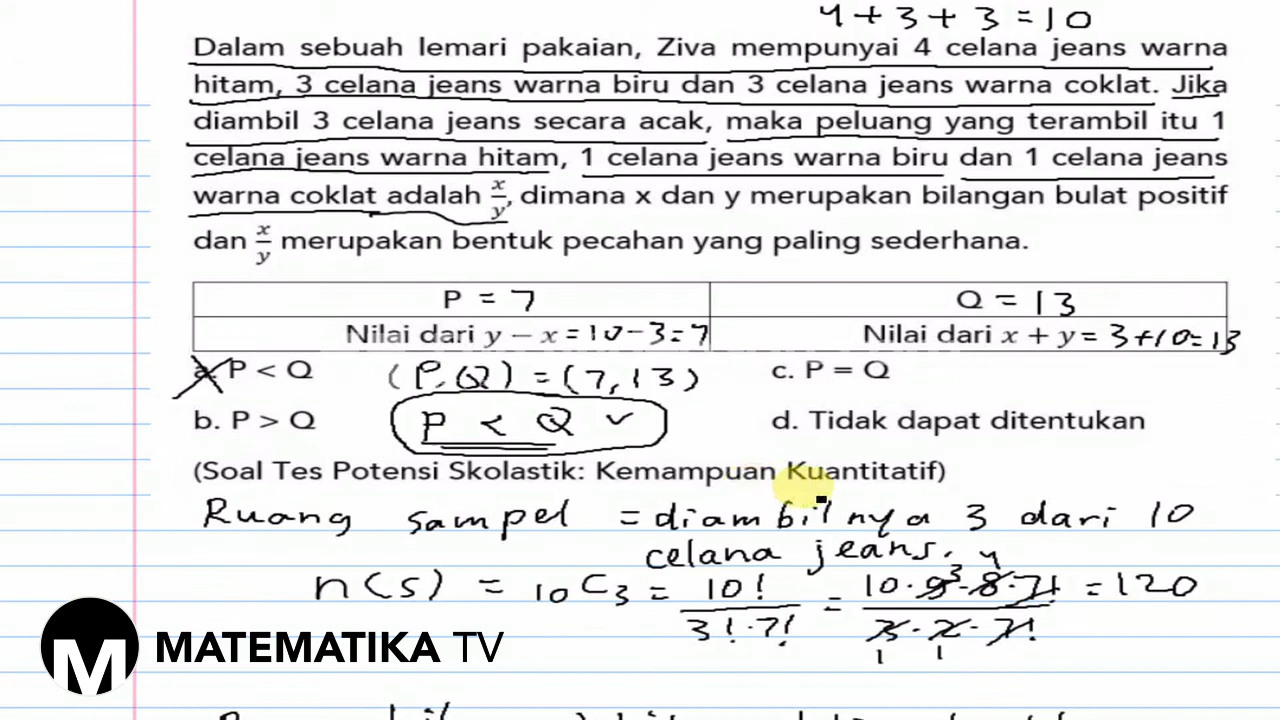 4 + 3 + 3 = 10
Dalam sebuah lemari pakaian, Ziva mempunyai 4 celana jeans warna
hitam, 3 celana jeans warna biru dan 3 celana jeans warna coklat. Jika
diambil 3 celana jeans secara acak, maka peluang yang terambil itu 1
celana jeans warna hitam, 1 celana jeans warna biru dan 1 celana jeans
warna coklat adalah x/y, dimana x dan y merupakan bilangan bulat positif
dan x/y merupakan bentuk pecahan yang paling sederhana.
P = 7 Q = 13
Nilai dari y − x = 10 - 3 = 7 Nilai dari x + y = 3 + 10 = 13
a. P < Q (P, Q) = (7, 13) c. P = Q
b. P > Q P < Q ✓ d. Tidak dapat ditentukan
(Soal Tes Potensi Skolastik: Kemampuan Kuantitatif)
Ruang sampel = diambilnya 3 dari 10
celana jeans.
n(s) = 10C3 = 10! / 3! · 7! = 10 · 9 · 8 · 7! / 3 · 2 · 7! = 120
3 4
1 1
M MATEMATIKA TV